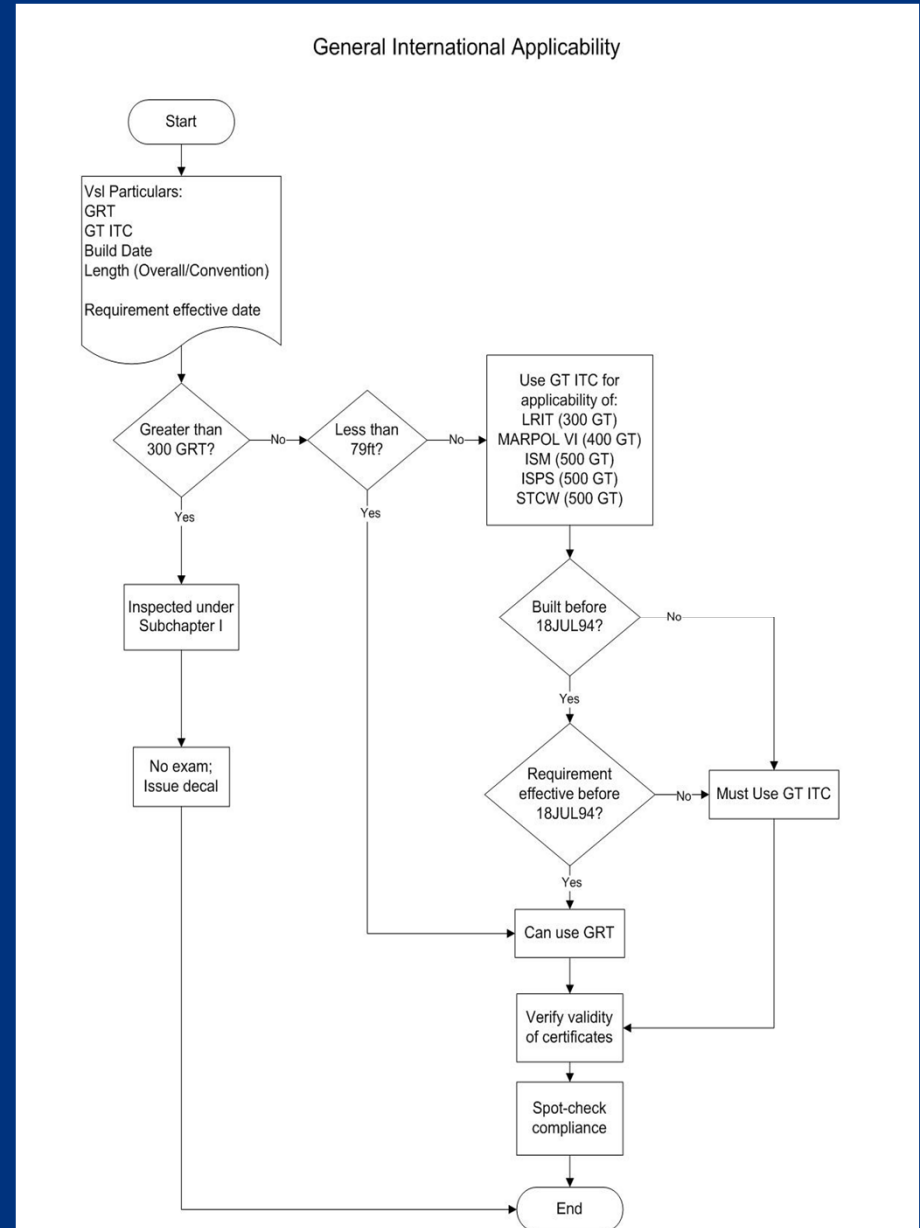 General International Applicability
Start
Vsl Particulars:
GRT
GT ITC
Build Date
Length (Overall/Convention)
Requirement effective date
Greater than
300 GRT?
No
Less than
79ft?
No
Use GT ITC for
applicability of:
LRIT (300 GT)
MARPOL VI (400 GT)
ISM (500 GT)
ISPS (500 GT)
STCW (500 GT)
Yes
Yes
Inspected under
Subchapter I
Built before
18JUL94?
No
Yes
No exam;
Issue decal
Requirement
effective before
18JUL94?
No
Must Use GT ITC
Yes
Can use GRT
Verify validity
of certificates
Spot-check
compliance
End